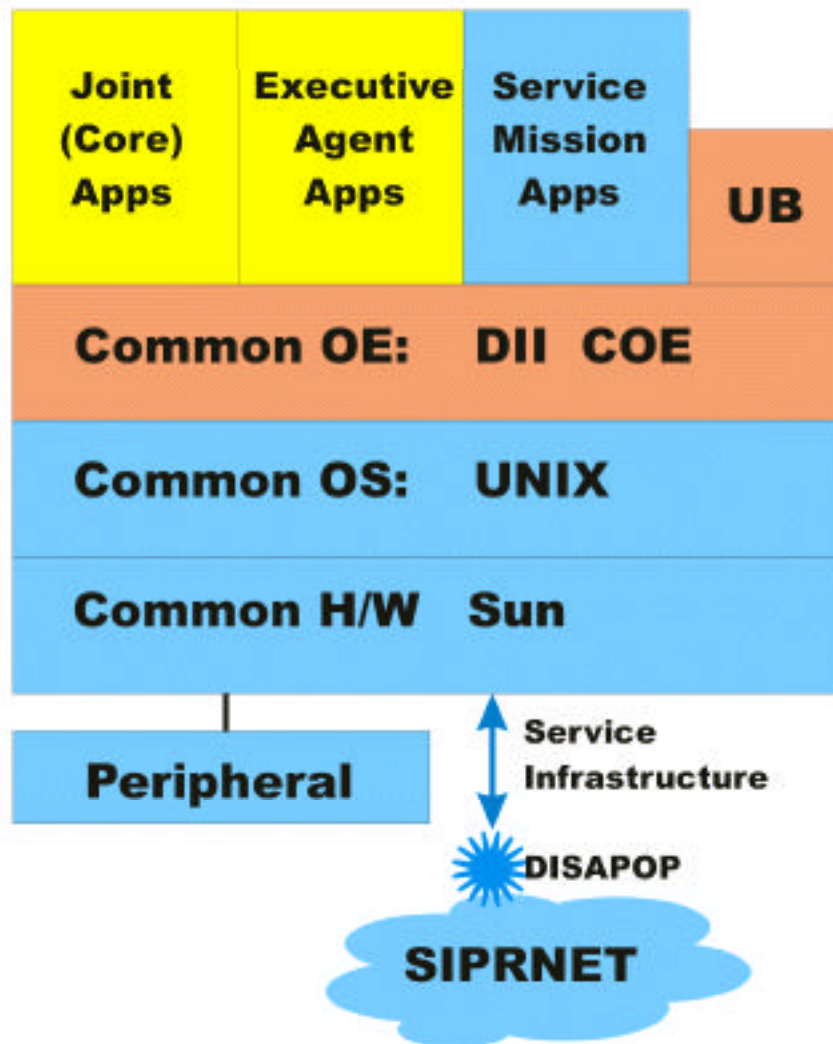 Joint
(Core)
Apps
Executive
Agent
Apps
Service
Mission
Apps
UB
Common OE: DII COE
Common OS: UNIX
Common H/W Sun
Peripheral
Service
Infrastructure
DISAPOP
SIPRNET